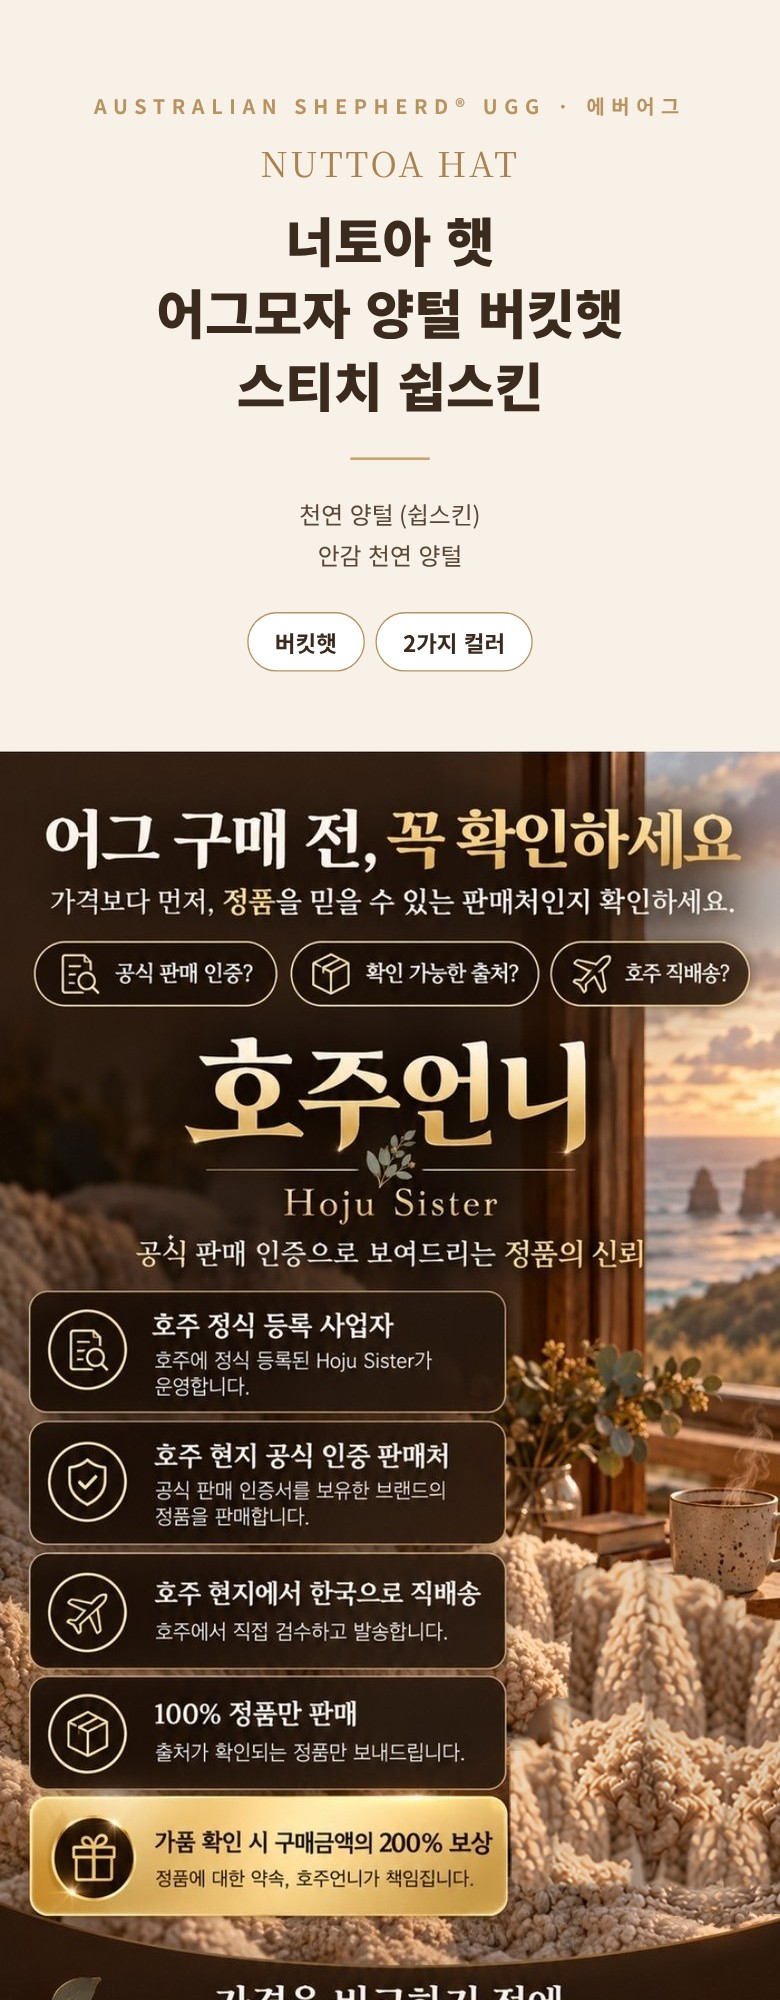 AUSTRALIAN SHEPHERD® UGG · 에버어그
NUTTOA HAT
너토아 햇
어그모자 양털 버킷햇
스티치 쉽스킨
천연 양털 (쉽스킨)
안감 천연 양털
버킷햇
2가지 컬러
어그 구매 전, 꼭 확인하세요
가격보다 먼저, 정품을 믿을 수 있는 판매처인지 확인하세요.
공식 판매 인증?
확인 가능한 출처?
호주 직배송?
호주언니
Hoju Sister
공식 판매 인증으로 보여드리는 정품의 신뢰
호주 정식 등록 사업자
호주에 정식 등록된 Hoju Sister가
운영합니다.
호주 현지 공식 인증 판매처
공식 판매 인증서를 보유한 브랜드의
정품을 판매합니다.
호주 현지에서 한국으로 직배송
호주에서 직접 검수하고 발송합니다.
100% 정품만 판매
출처가 확인되는 정품만 보내드립니다.
가품 확인 시 구매금액의 200% 보상
정품에 대한 약속, 호주언니가 책임집니다.
가격을 비교하기 전에